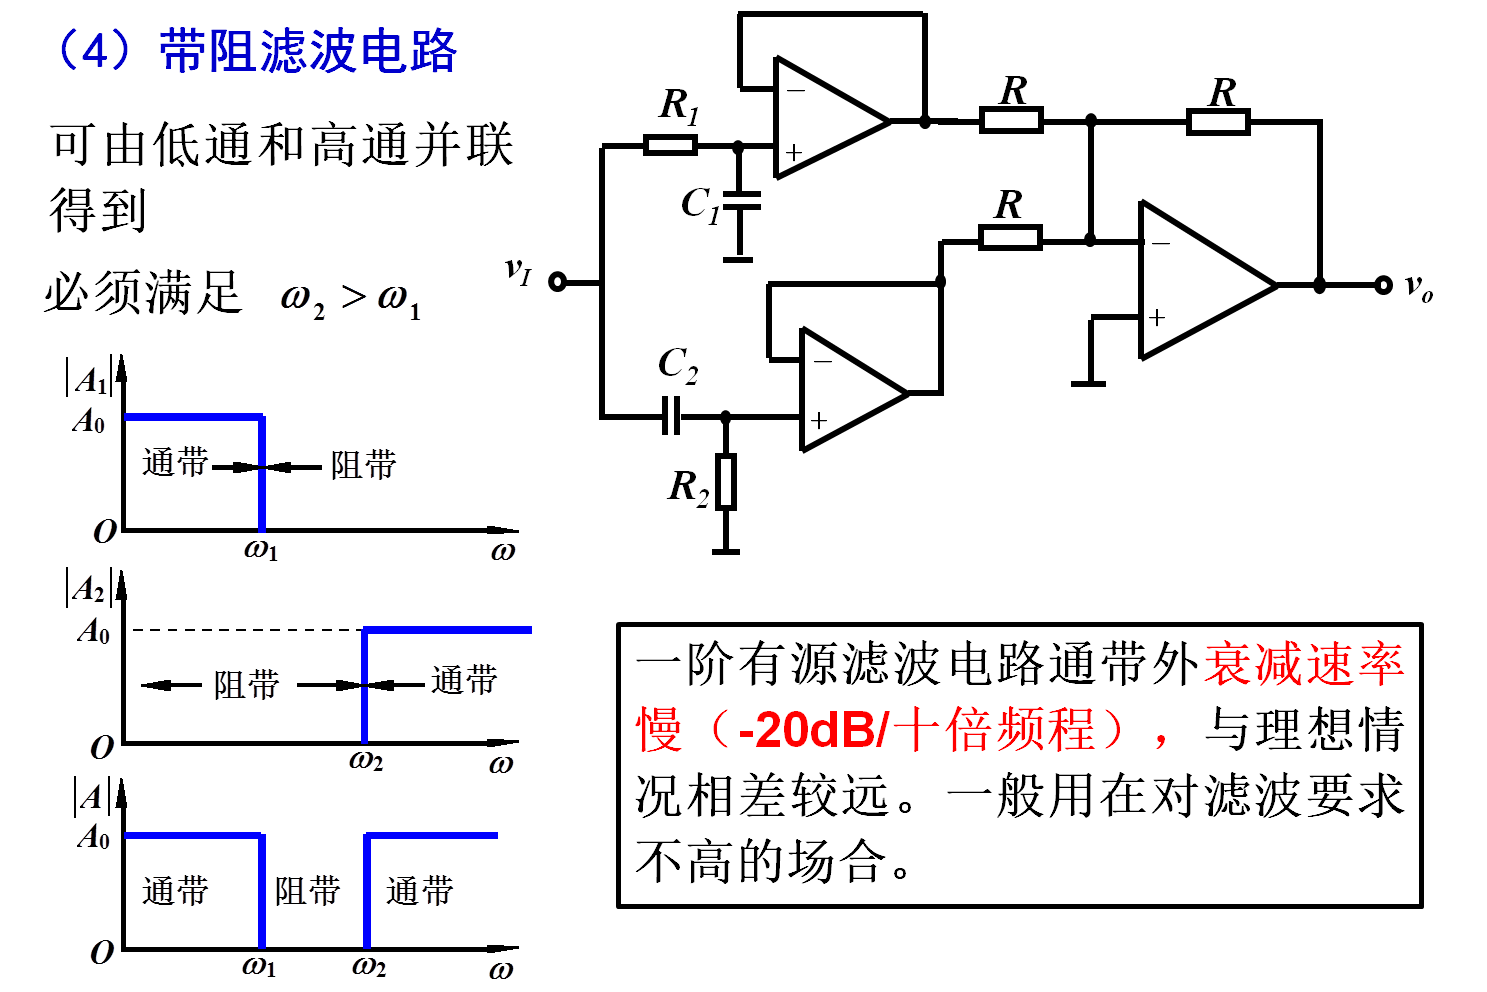 （4）带阻滤波电路
可由低通和高通并联
得到
必须满足 ω2 > ω1
|A1|
A0
通带
阻带
O
ω1
ω
|A2|
A0
阻带
通带
O
ω2
ω
|A|
A0
通带
阻带
通带
O
ω1
ω2
ω
R1
C1
−
+
R
R
vI
R
−
+
vo
C2
−
+
R2
一阶有源滤波电路通带外衰减速率
慢（-20dB/十倍频程），与理想情
况相差较远。一般用在对滤波要求
不高的场合。